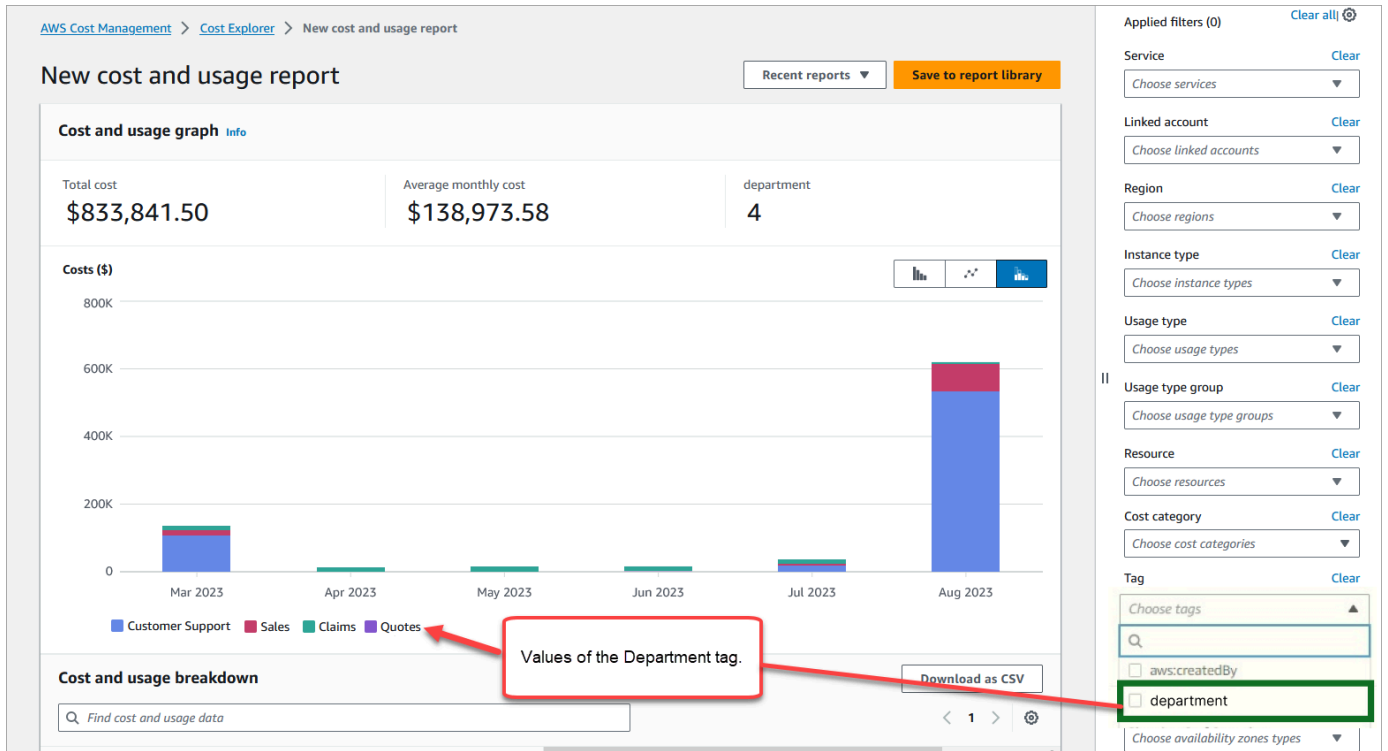 AWS Cost Management > Cost Explorer > New cost and usage report
New cost and usage report
Recent reports
Save to report library
Cost and usage graph Info
Total cost
$833,841.50
Average monthly cost
$138,973.58
department
4
Costs ($)
800K
600K
400K
200K
0
Mar 2023
Apr 2023
May 2023
Jun 2023
Jul 2023
Aug 2023
Customer Support Sales Claims Quotes
Values of the Department tag.
Cost and usage breakdown
Download as CSV
Find cost and usage data
< 1 >
Applied filters (0)
Clear all|
Service Clear
Choose services
Linked account Clear
Choose linked accounts
Region Clear
Choose regions
Instance type Clear
Choose instance types
Usage type Clear
Choose usage types
Usage type group Clear
Choose usage type groups
Resource Clear
Choose resources
Cost category Clear
Choose cost categories
Tag Clear
Choose tags
aws:createdBy
department
Choose availability zones types